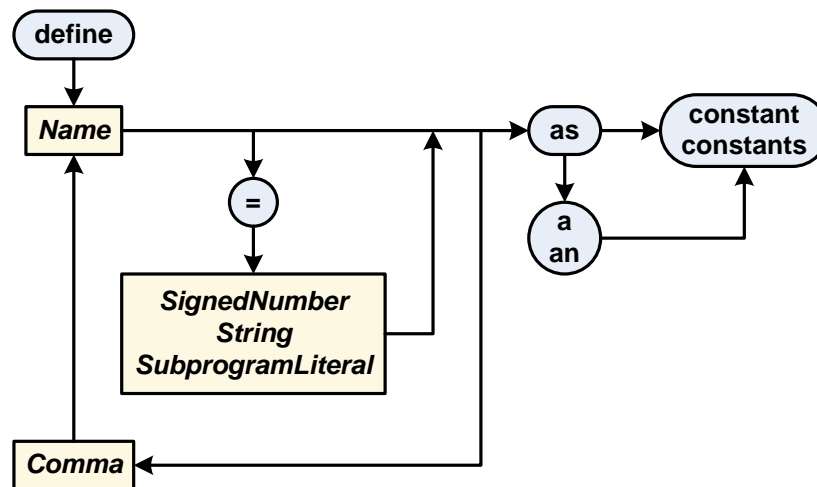 define
Name
as
constant
constants
=
a
an
SignedNumber
String
SubprogramLiteral
Comma